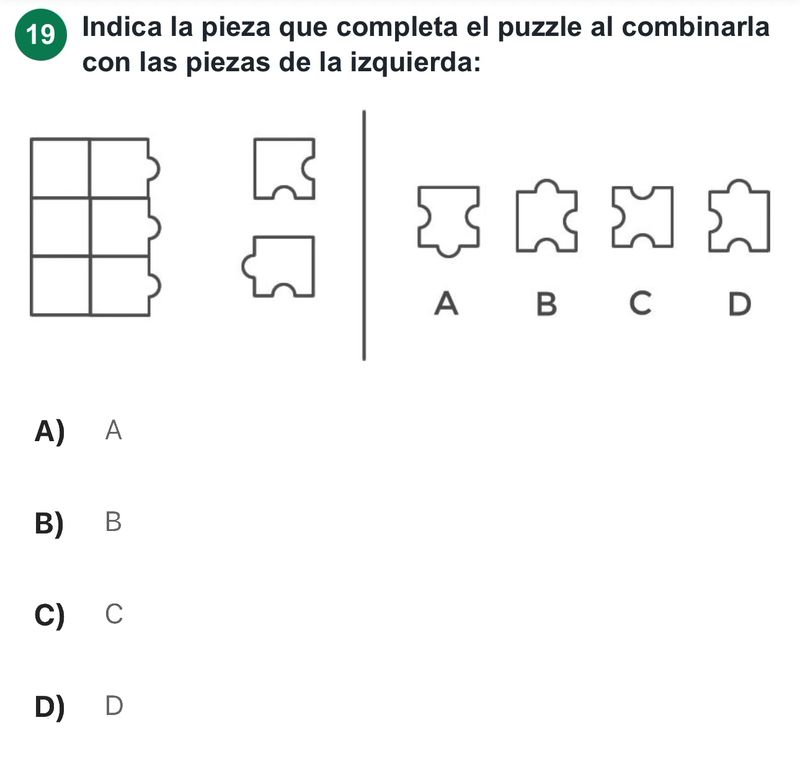 19 Indica la pieza que completa el puzzle al combinarla
con las piezas de la izquierda:
A B C D
A) A
B) B
C) C
D) D